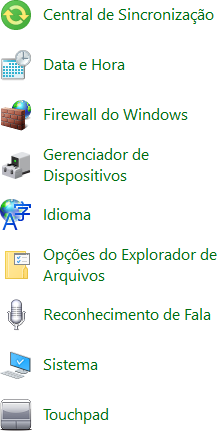 Central de Sincronização
Data e Hora
Firewall do Windows
Gerenciador de
Dispositivos
Idioma
Opções do Explorador de
Arquivos
Reconhecimento de Fala
Sistema
Touchpad